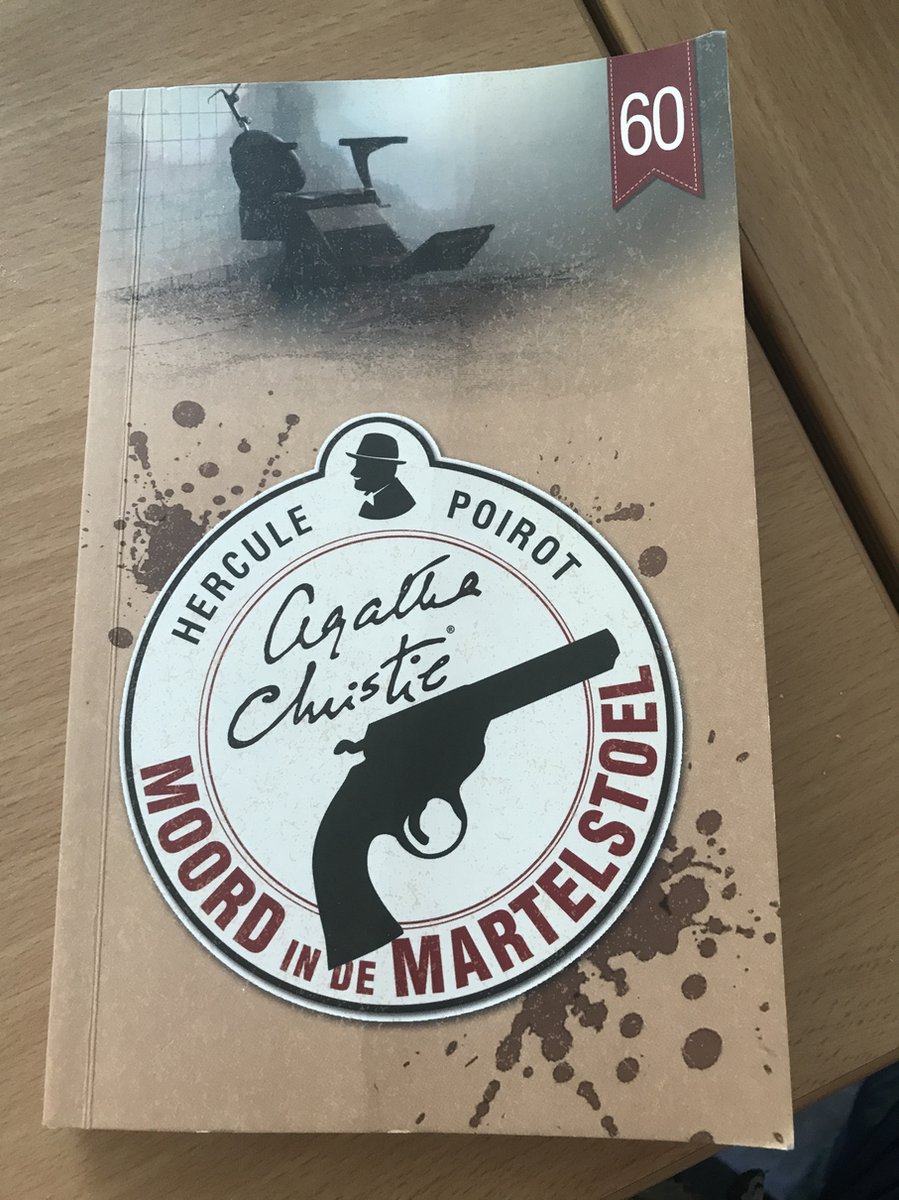 60
HERCULE POIROT
Agatha
Christie®
MOORD IN DE MARTELSTOEL